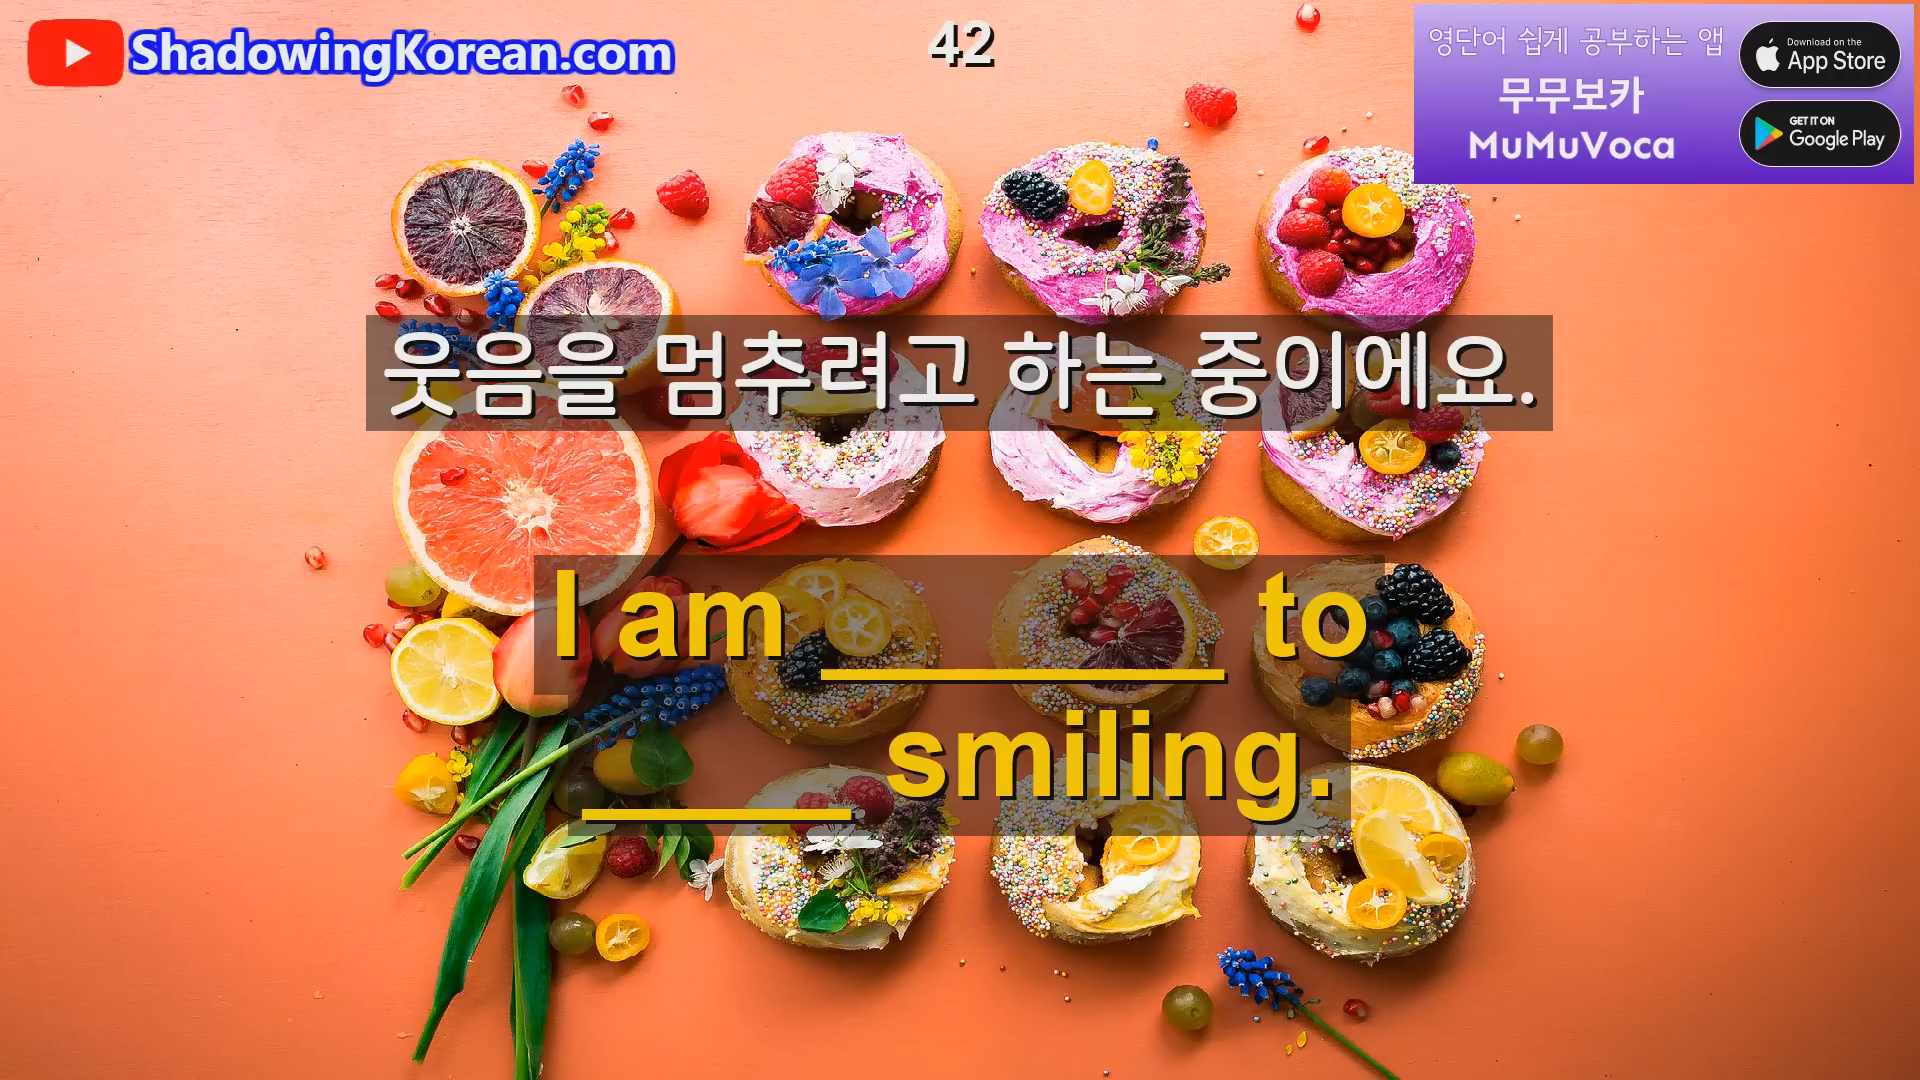 ShadowingKorean.com
42
영단어 쉽게 공부하는 앱
무무보카
MuMuVoca
Download on the
App Store
GET IT ON
Google Play
웃음을 멈추려고 하는 중이에요.
I am ______ to
____ smiling.